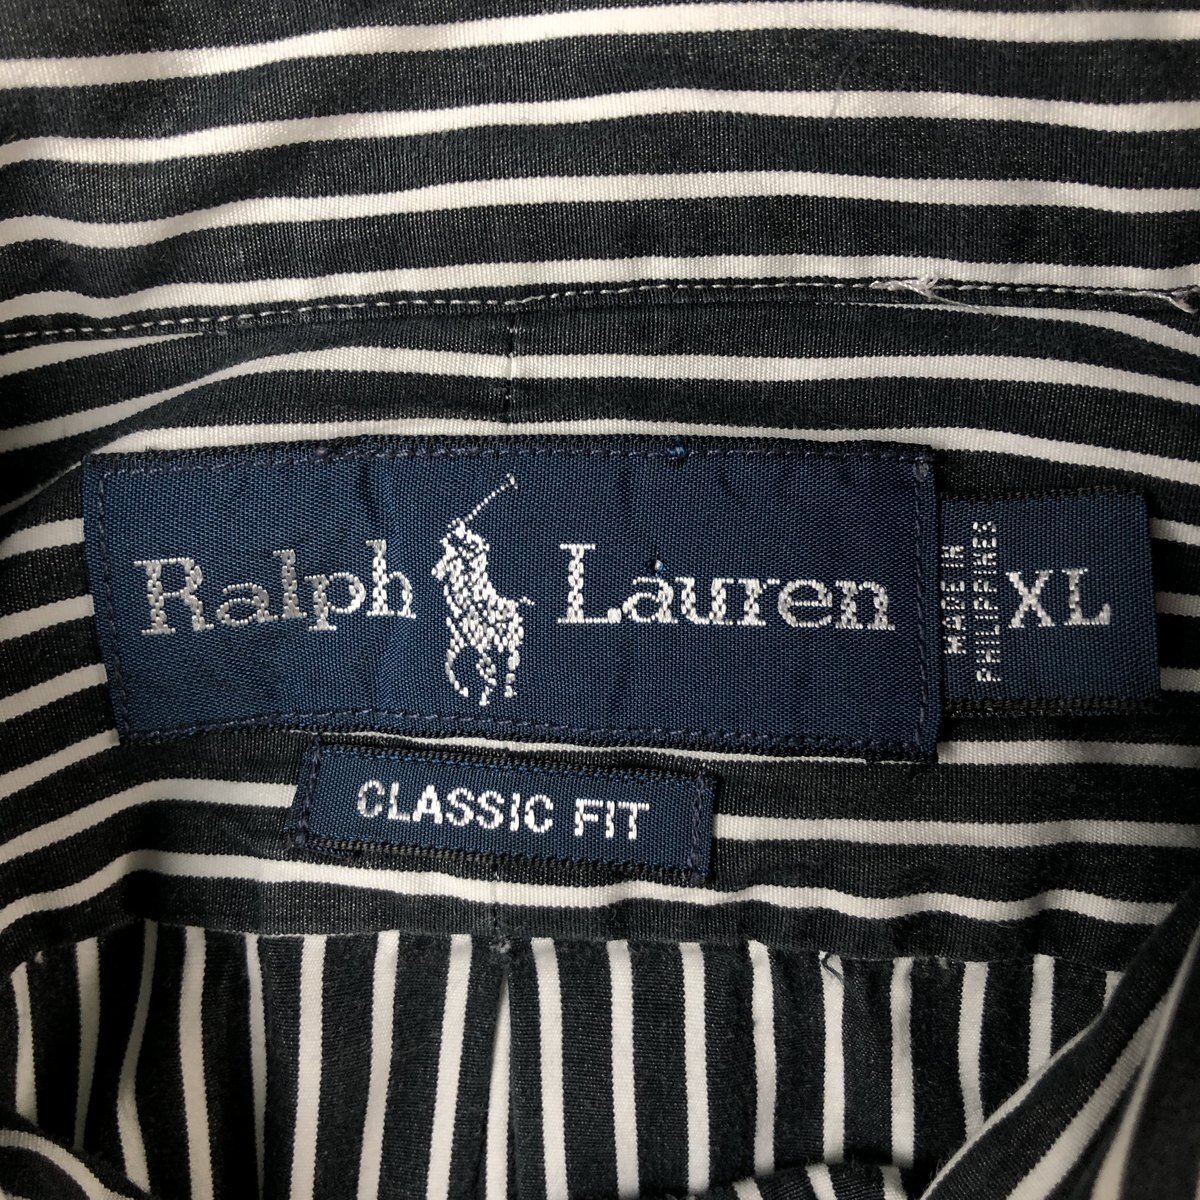 Ralph Lauren
MADE IN
PHILIPPINES
XL
CLASSIC FIT